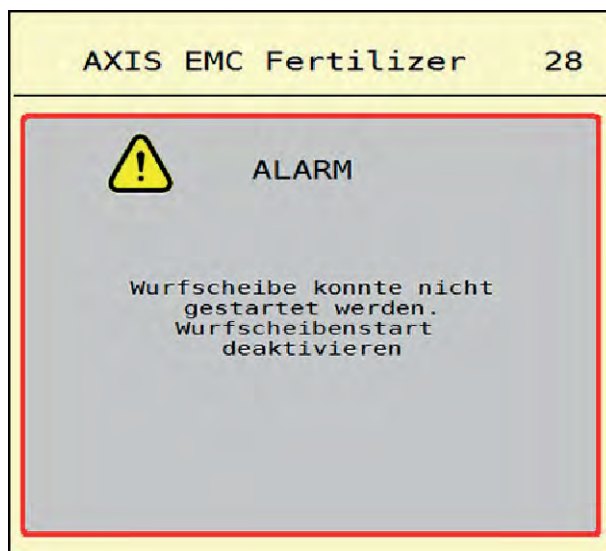 AXIS EMC Fertilizer 28
ALARM
Wurfscheibe konnte nicht
gestartet werden.
Wurfscheibenstart
deaktivieren